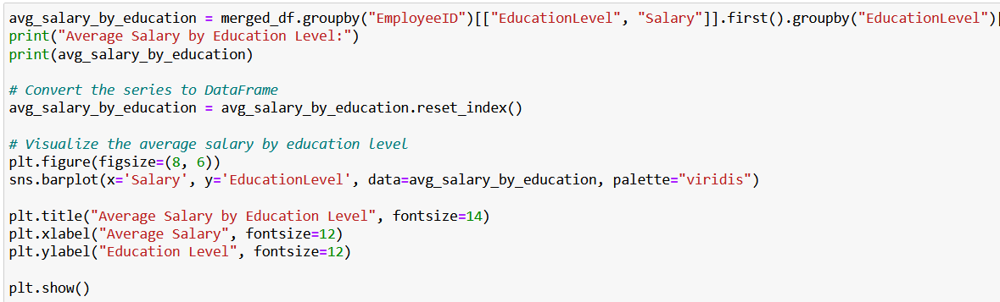 avg_salary_by_education = merged_df.groupby("EmployeeID")[["EducationLevel", "Salary"]].first().groupby("EducationLevel")[
print("Average Salary by Education Level:")
print(avg_salary_by_education)
# Convert the series to DataFrame
avg_salary_by_education = avg_salary_by_education.reset_index()
# Visualize the average salary by education level
plt.figure(figsize=(8, 6))
sns.barplot(x='Salary', y='EducationLevel', data=avg_salary_by_education, palette="viridis")
plt.title("Average Salary by Education Level", fontsize=14)
plt.xlabel("Average Salary", fontsize=12)
plt.ylabel("Education Level", fontsize=12)
plt.show()